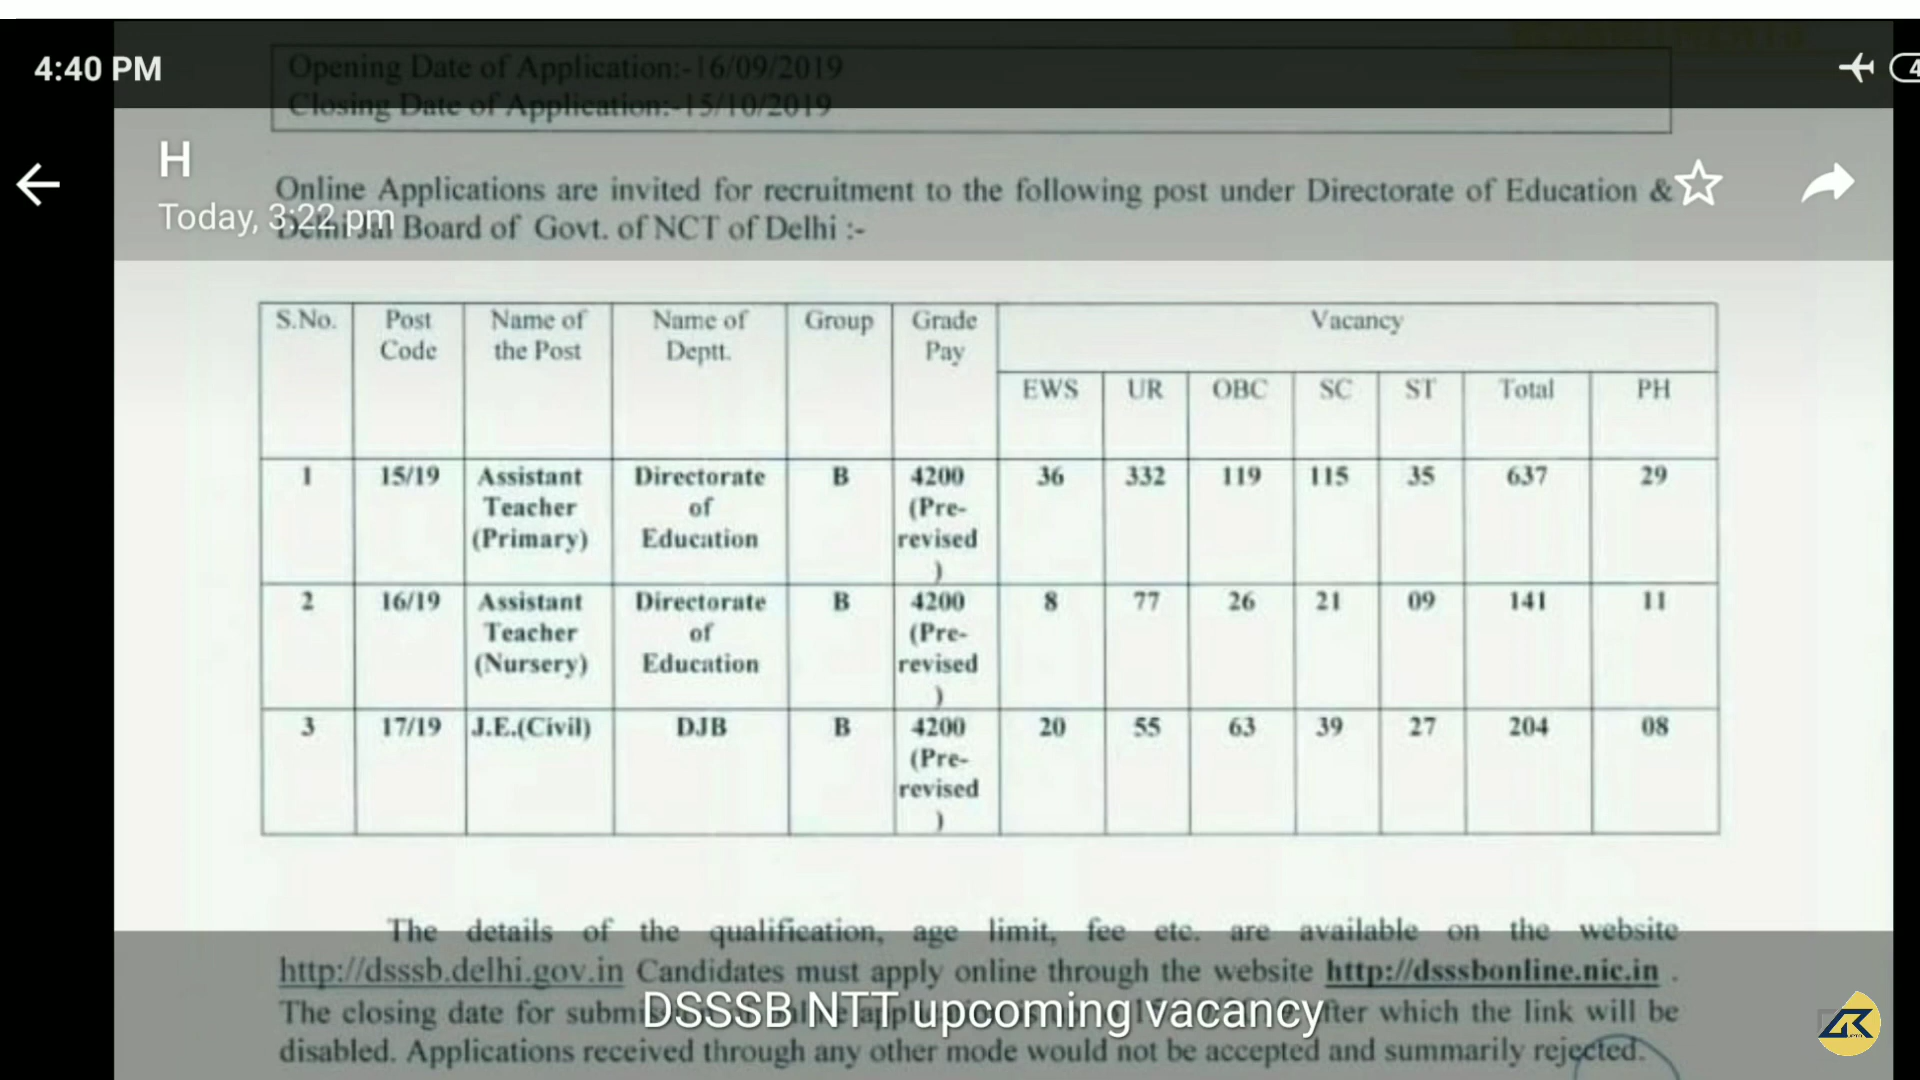 4:40 PM
Opening Date of Application:-16/09/2019
Closing Date of Application:-15/10/2019
H
Today, 3:22 pm
Online Applications are invited for recruitment to the following post under Directorate of Education &
Delhi Jal Board of Govt. of NCT of Delhi :-
S.No. Post Code Name of the Post Name of Deptt. Group Grade Pay Vacancy
EWS UR OBC SC ST Total PH
1 15/19 Assistant Teacher (Primary) Directorate of Education B 4200 (Pre-revised) 36 332 119 115 35 637 29
2 16/19 Assistant Teacher (Nursery) Directorate of Education B 4200 (Pre-revised) 8 77 26 21 09 141 11
3 17/19 J.E.(Civil) DJB B 4200 (Pre-revised) 20 55 63 39 27 204 08
The details of the qualification, age limit, fee etc. are available on the website
http://dsssb.delhi.gov.in Candidates must apply online through the website http://dsssbonline.nic.in .
The closing date for after which the link will be
DSSSB NTT upcoming vacancy
disabled. Applications received through any other mode would not be accepted and summarily rejected.